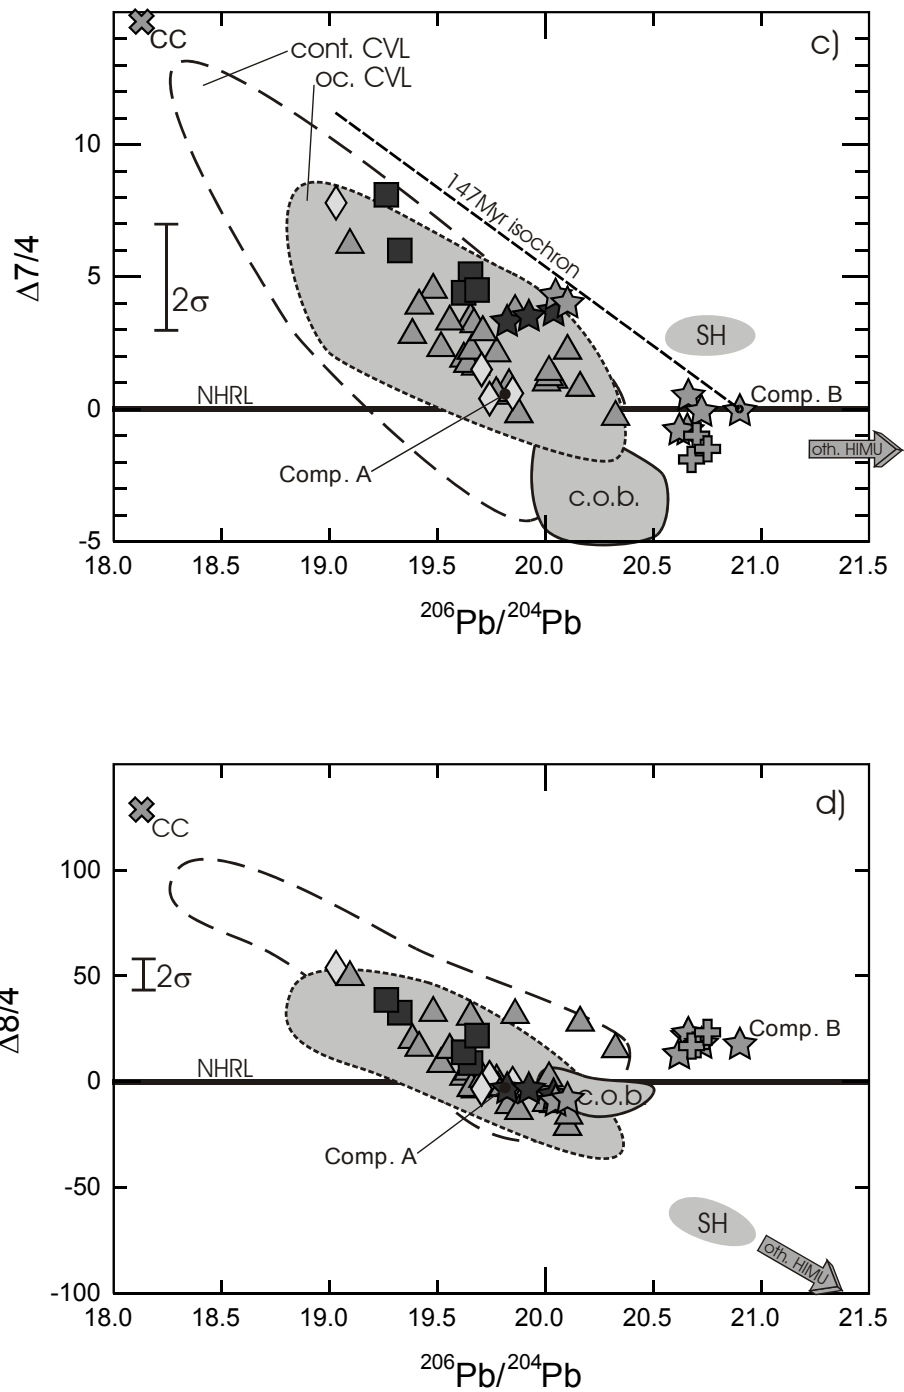 CC
cont. CVL
oc. CVL
c)
10
5
0
-5
Δ7/4
2σ
147Myr isochron
SH
NHRL
Comp. B
oth. HIMU
Comp. A
c.o.b.
18.0 18.5 19.0 19.5 20.0 20.5 21.0 21.5
206Pb/204Pb
d)
CC
100
50
0
-50
-100
Δ8/4
2σ
Comp. B
NHRL
c.o.b
Comp. A
SH
oth. HIMU
18.0 18.5 19.0 19.5 20.0 20.5 21.0 21.5
206Pb/204Pb